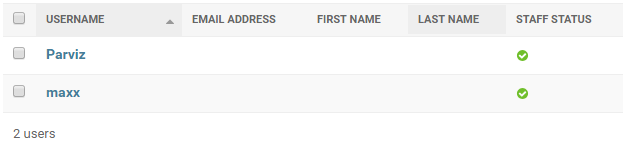 USERNAME EMAIL ADDRESS FIRST NAME LAST NAME STAFF STATUS
Parviz
maxx
2 users